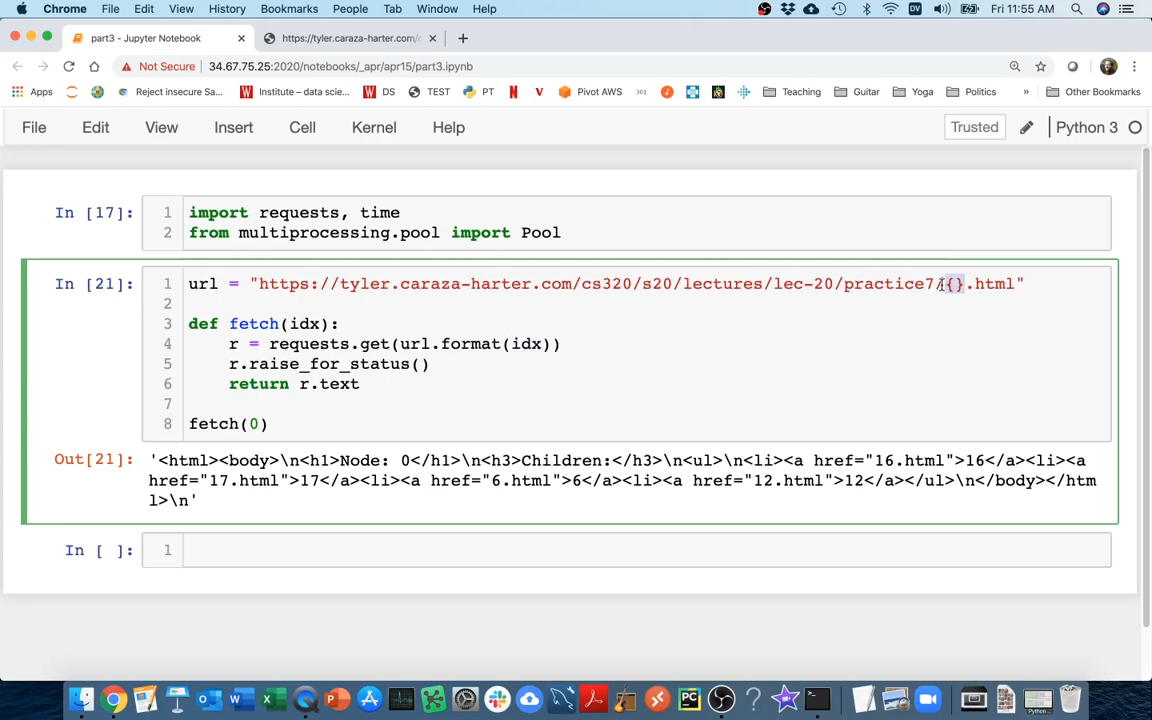 Chrome File Edit View History Bookmarks People Tab Window Help Fri 11:55 AM
part3 - Jupyter Notebook https://tyler.caraza-harter.com/c
Not Secure 34.67.75.25:2020/notebooks/_apr/apr15/part3.ipynb
Apps Reject insecure Sa... Institute – data scie... DS TEST PT Pivot AWS Teaching Guitar Yoga Politics » Other Bookmarks
File Edit View Insert Cell Kernel Help Trusted Python 3
In [17]: 1 import requests, time
2 from multiprocessing.pool import Pool
In [21]: 1 url = "https://tyler.caraza-harter.com/cs320/s20/lectures/lec-20/practice7/{}.html"
2
3 def fetch(idx):
4 r = requests.get(url.format(idx))
5 r.raise_for_status()
6 return r.text
7
8 fetch(0)
Out[21]: '<html><body>\n<h1>Node: 0</h1>\n<h3>Children:</h3>\n<ul>\n<li><a href="16.html">16</a><li><a
href="17.html">17</a><li><a href="6.html">6</a><li><a href="12.html">12</a></ul>\n</body></htm
l>\n'
In [ ]: 1